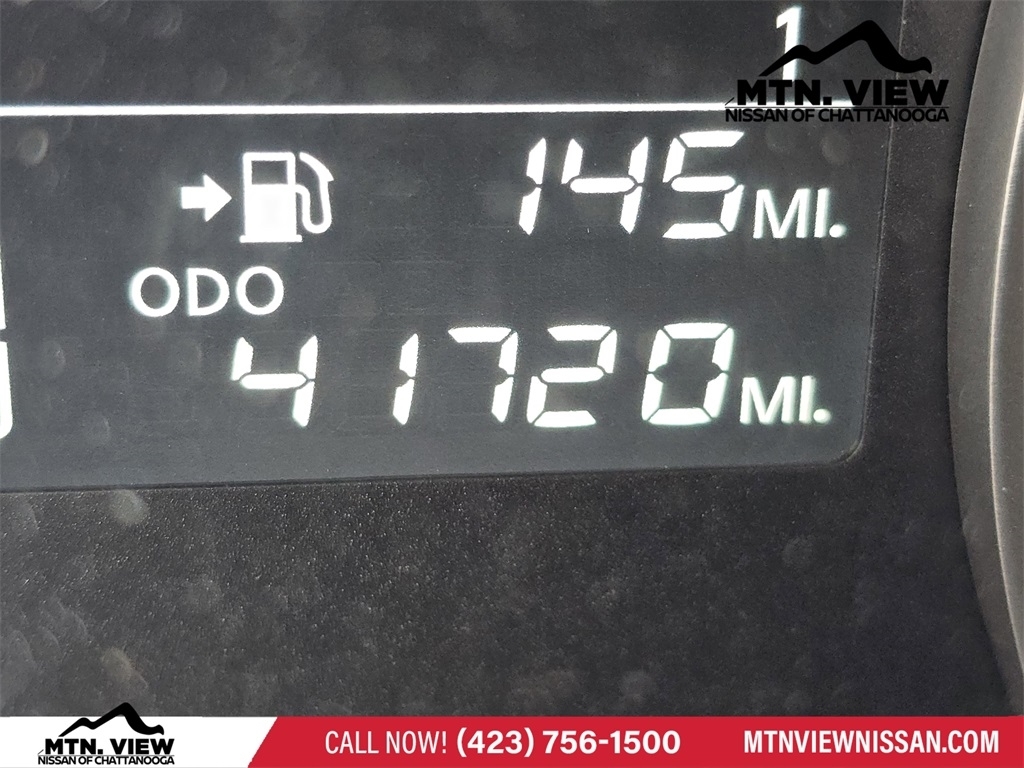 1
MTN. VIEW
NISSAN OF CHATTANOOGA
145 MI.
ODO
41720 MI.
MTN. VIEW
NISSAN OF CHATTANOOGA
CALL NOW! (423) 756-1500
MTNVIEWNISSAN.COM